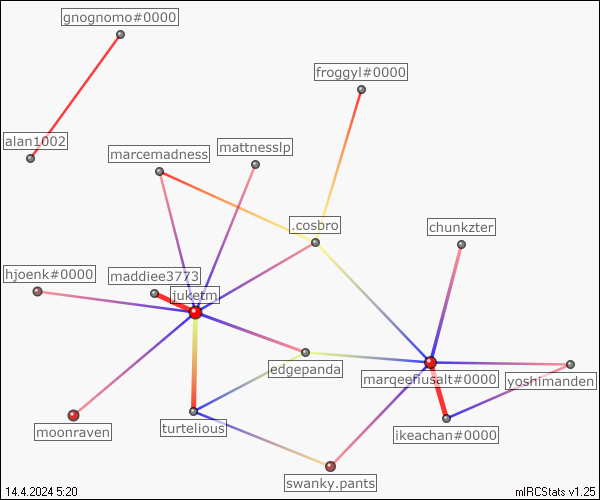 gnognomo#0000
froggyl#0000
alan1002
marcemadness
mattnesslp
.cosbro
chunkzter
hjoenk#0000
maddiee3773
juketm
edgepanda
marqeefiusalt#0000
yoshimanden
moonraven
turtelious
ikeachan#0000
swanky.pants
14.4.2024 5:20
mIRCStats v1.25